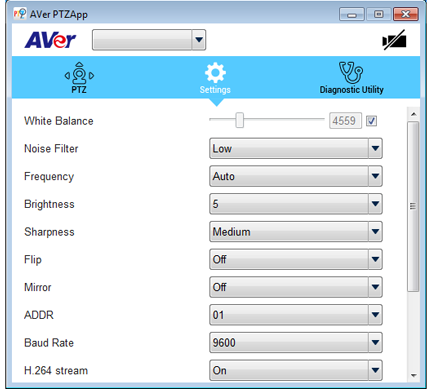 AVer PTZApp
AVer
PTZ
Settings
Diagnostic Utility
White Balance 4559
Noise Filter Low
Frequency Auto
Brightness 5
Sharpness Medium
Flip Off
Mirror Off
ADDR 01
Baud Rate 9600
H.264 stream On